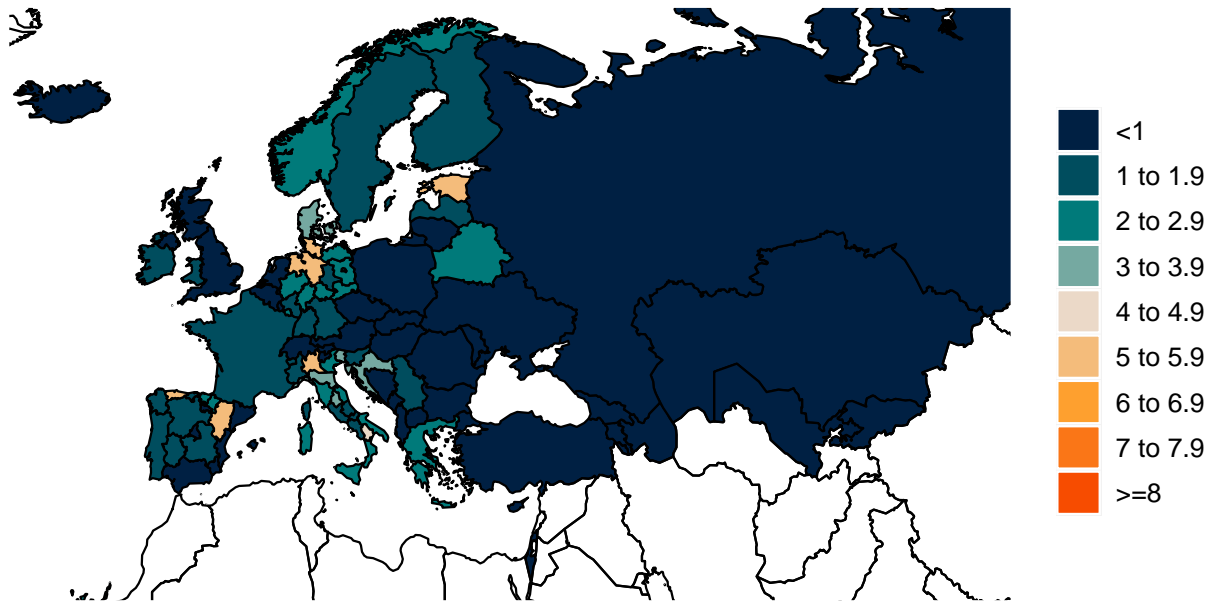 <1
1 to 1.9
2 to 2.9
3 to 3.9
4 to 4.9
5 to 5.9
6 to 6.9
7 to 7.9
>=8